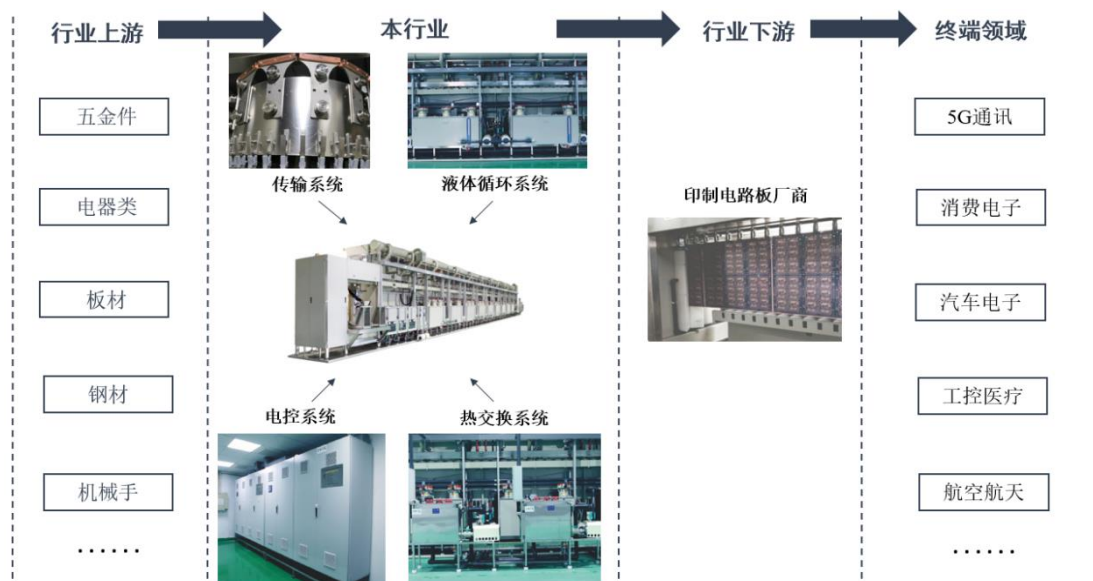 行业上游
本行业
行业下游
终端领域
五金件
电器类
板材
钢材
机械手
······
传输系统
液体循环系统
电控系统
热交换系统
印制电路板厂商
5G通讯
消费电子
汽车电子
工控医疗
航空航天
······